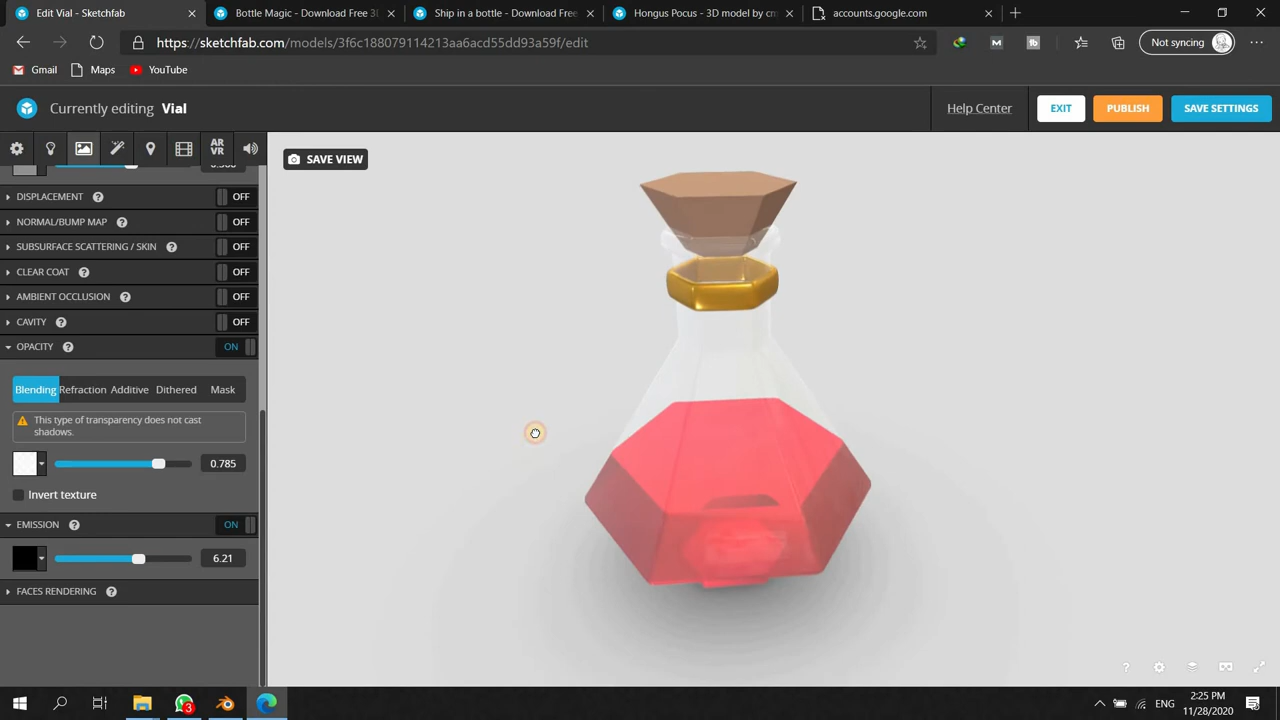 Edit Vial - Sketchfab
Bottle Magic - Download Free 3
Ship in a bottle - Download Free
Hongus Pocus - 3D model by cm
accounts.google.com
https://sketchfab.com/models/3f6c188079114213aa6acd55dd93a59f/edit
Not syncing
Gmail
Maps
YouTube
Currently editing Vial
Help Center
EXIT
PUBLISH
SAVE SETTINGS
AR
VR
SAVE VIEW
DISPLACEMENT
OFF
NORMAL/BUMP MAP
OFF
SUBSURFACE SCATTERING / SKIN
OFF
CLEAR COAT
OFF
AMBIENT OCCLUSION
OFF
CAVITY
OFF
OPACITY
ON
Blending Refraction Additive Dithered Mask
This type of transparency does not cast
shadows.
0.785
Invert texture
EMISSION
ON
6.21
FACES RENDERING
3
ENG
2:25 PM
11/28/2020